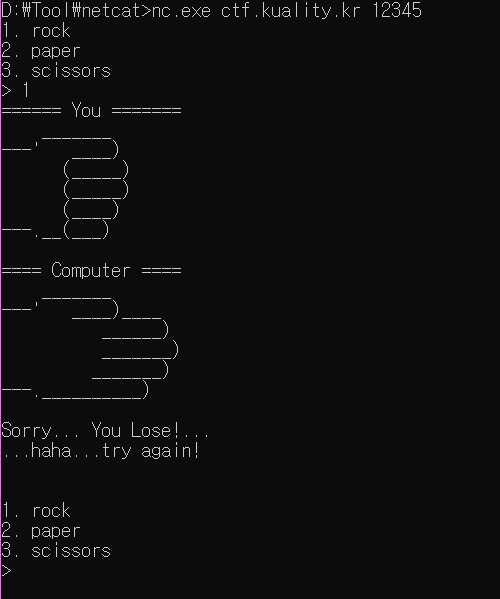 D:\Tool\netcat>nc.exe ctf.kuality.kr 12345
1. rock
2. paper
3. scissors
> 1
====== You =======
    _______
---'   ____)
      (_____)
      (_____)
      (____)
---.__(___)
==== Computer ====
    _______
---'   ____)____
          ______)
          _______)
         _______)
---.__________)
Sorry... You Lose!...
...haha...try again!
1. rock
2. paper
3. scissors
>